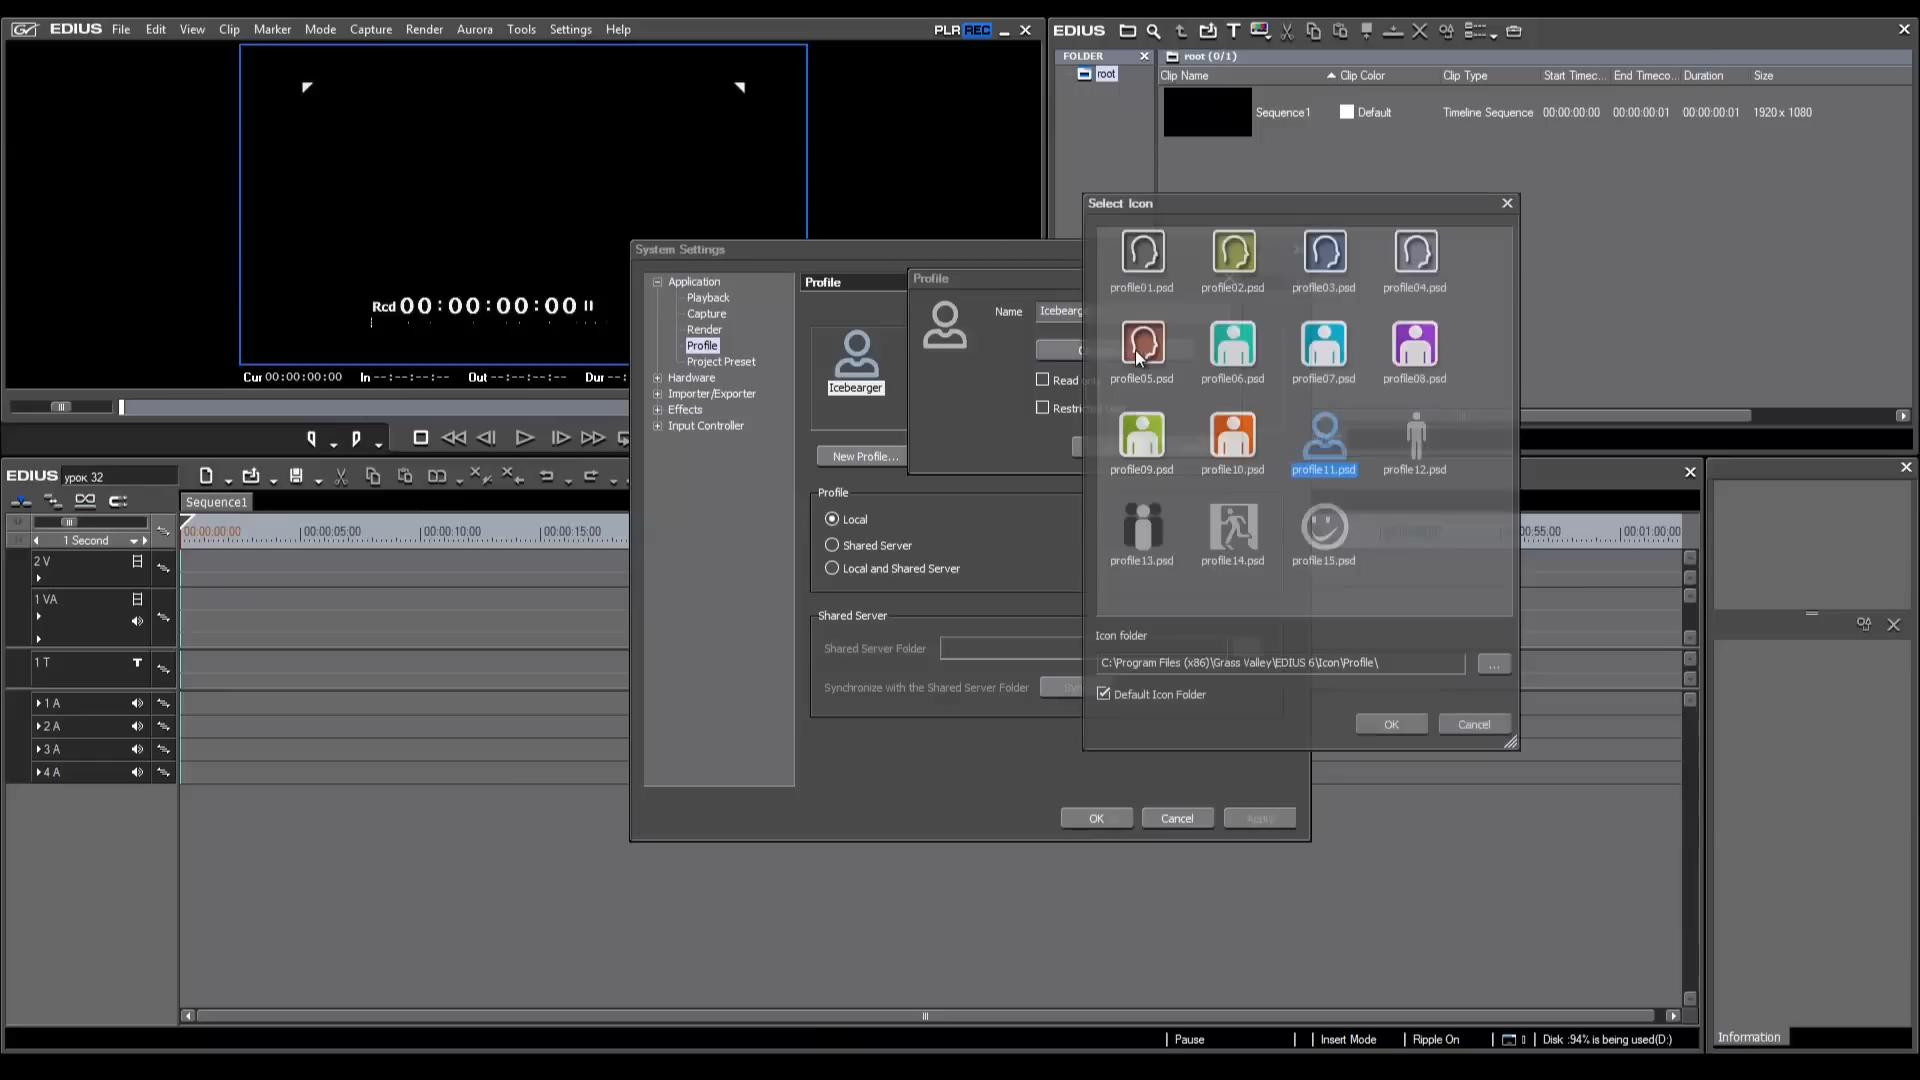 EDIUS File Edit View Clip Marker Mode Capture Render Aurora Tools Settings Help PLR REC
Rcd 00:00:00:00
Cur 00:00:00:00 In --:--:--:-- Out --:--:--:-- Dur --
EDIUS
FOLDER
root
root (0/1)
Clip Name Clip Color Clip Type Start Timec... End Timeco... Duration Size
Sequence1 Default Timeline Sequence 00:00:00:00 00:00:00:01 00:00:00:01 1920 x 1080
System Settings
Application
Playback
Capture
Render
Profile
Project Preset
Hardware
Importer/Exporter
Effects
Input Controller
Profile
Icebearger
New Profile...
Profile
Local
Shared Server
Local and Shared Server
Shared Server
Shared Server Folder
Synchronize with the Shared Server Folder
OK Cancel Apply
Profile
Name Icebearg
Read
Select Icon
profile01.psd profile02.psd profile03.psd profile04.psd
profile05.psd profile06.psd profile07.psd profile08.psd
profile09.psd profile10.psd profile11.psd profile12.psd
profile13.psd profile14.psd profile15.psd
Icon folder
C:\Program Files (x86)\Grass Valley\EDIUS 6\Icon\Profile\
...
Default Icon Folder
OK Cancel
EDIUS урок 32
Sequence1
1 Second
00:00:00:00 00:00:05:00 00:00:10:00 00:00:15:00 00:55:00 00:01:00:00
2 V
1 VA
1 T T
1 A
2 A
3 A
4 A
Pause Insert Mode Ripple On Disk :94% is being used(D:)
Information